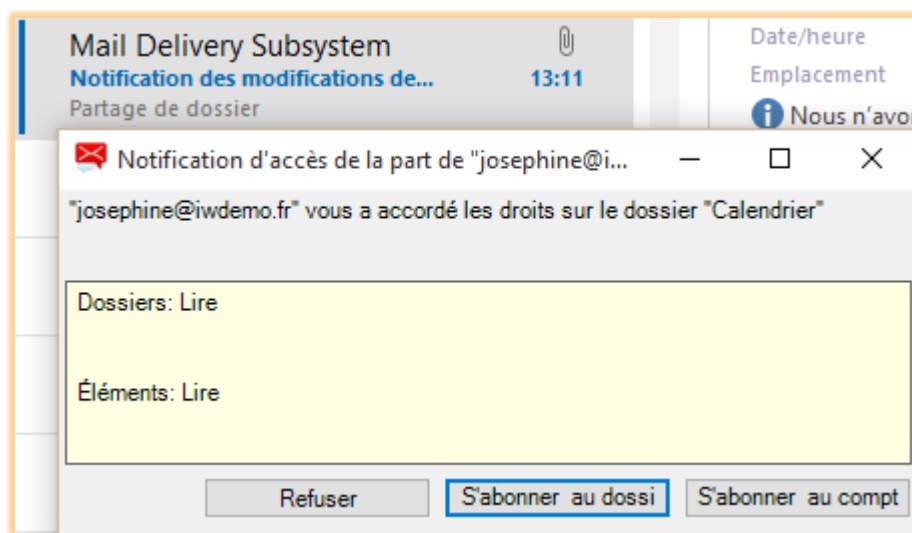 Mail Delivery Subsystem
Notification des modifications de...
13:11
Partage de dossier
Date/heure
Emplacement
Nous n'avor
Notification d'accès de la part de "josephine@i...
"josephine@iwdemo.fr" vous a accordé les droits sur le dossier "Calendrier"
Dossiers: Lire
Éléments: Lire
Refuser
S'abonner au dossi
S'abonner au compt